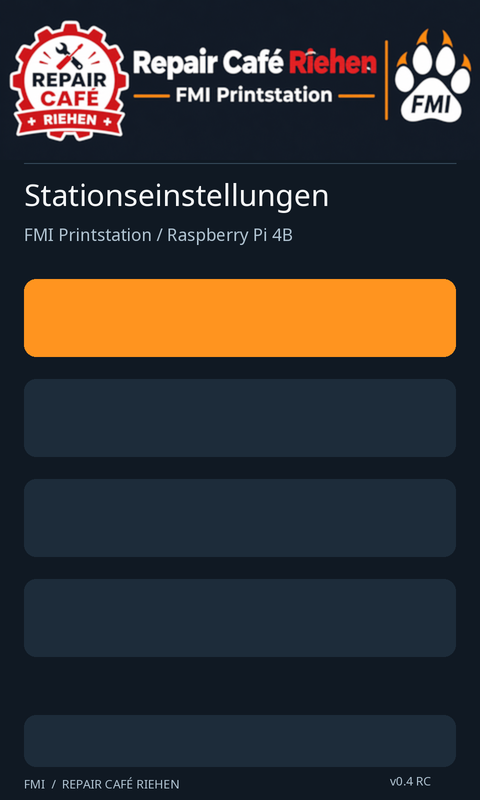 REPAIR
CAFÉ
RIEHEN
Repair Café Riehen
FMI Printstation
FMI
Stationseinstellungen
FMI Printstation / Raspberry Pi 4B
FMI / REPAIR CAFÉ RIEHEN
v0.4 RC